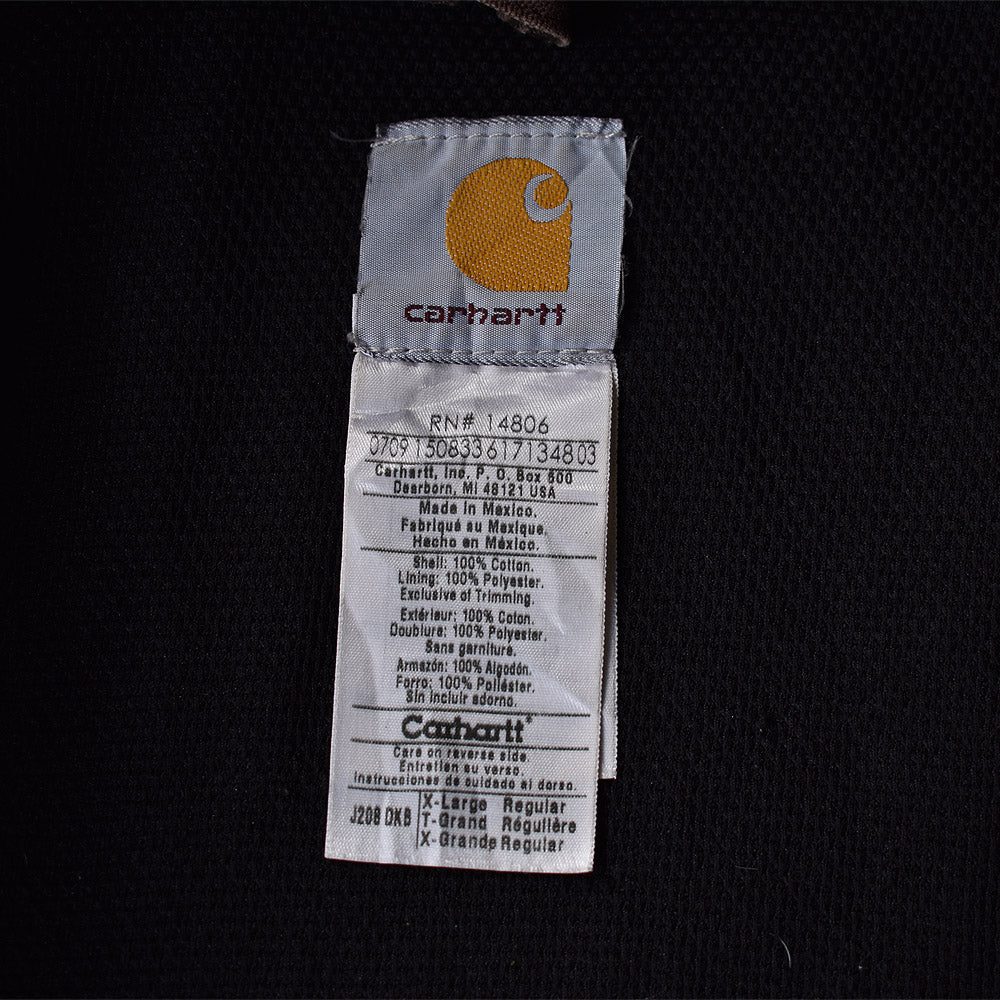 carhartt
RN# 14806
0709 150833617134803
Carhartt, Inc. P. O. Box 600
Dearborn, MI 48121 USA
Made in Mexico.
Fabriqué au Mexique.
Hecho en México.
Shell: 100% Cotton.
Lining: 100% Polyester.
Exclusive of Trimming.
Extérieur: 100% Coton.
Doublure: 100% Polyester.
Sans garniture.
Armazón: 100% Algodón.
Forro: 100% Poliéster.
Sin incluir adorno.
Carhartt
Care on reverse side.
Entretien au verso.
Instrucciones de cuidado al dorso.
J208 DKB
X-Large Regular
T-Grand Régulière
X-Grande Regular